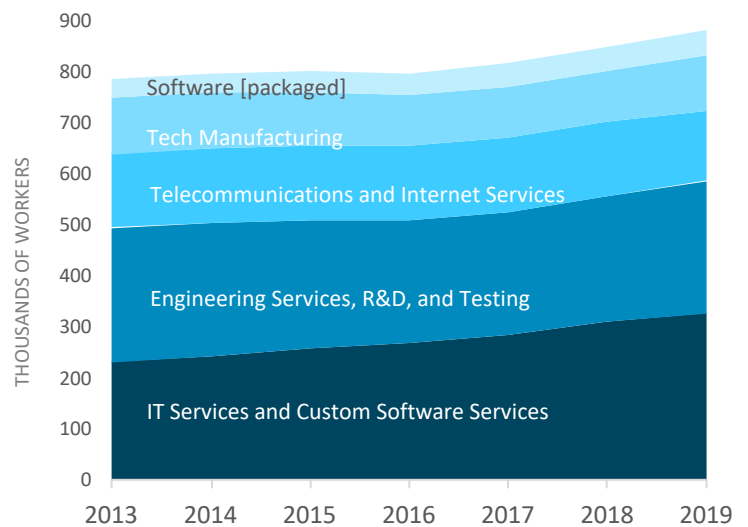 900
800
700
600
500
400
300
200
100
0
THOUSANDS OF WORKERS
Software [packaged]
Tech Manufacturing
Telecommunications and Internet Services
Engineering Services, R&D, and Testing
IT Services and Custom Software Services
2013 2014 2015 2016 2017 2018 2019